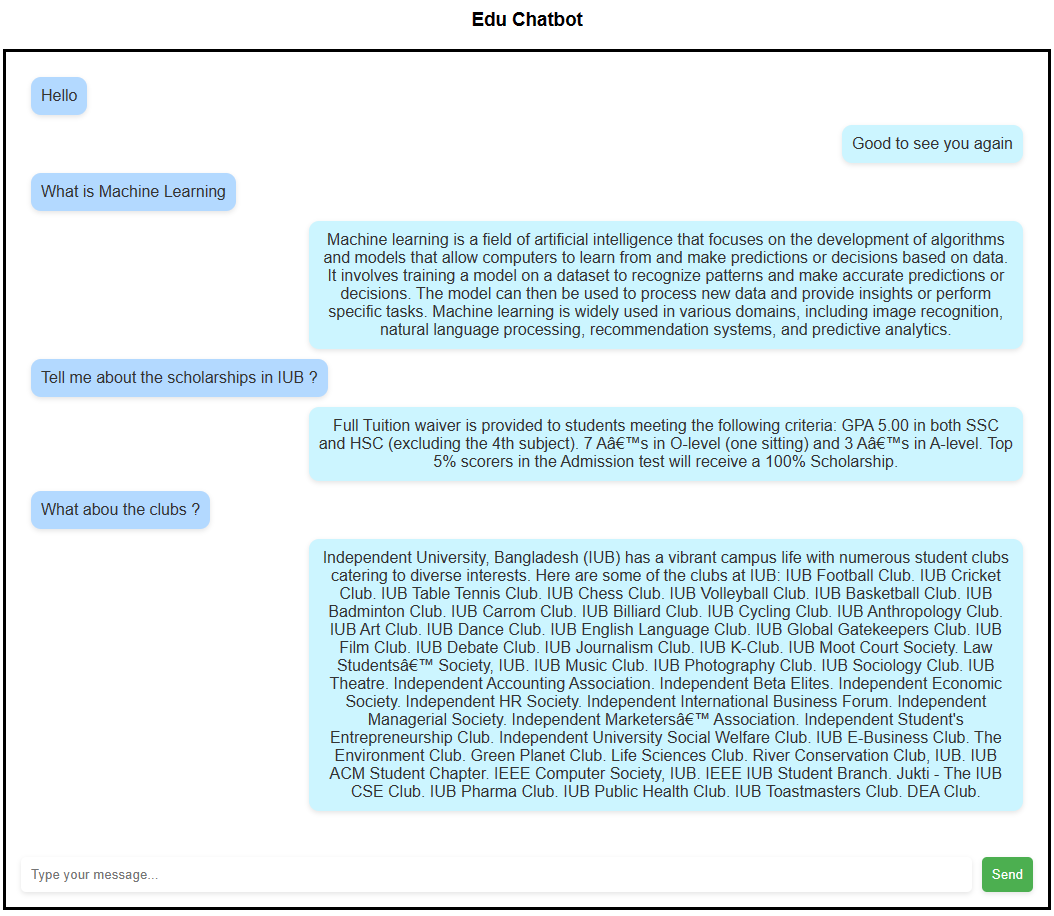 Edu Chatbot
Hello
Good to see you again
What is Machine Learning
Machine learning is a field of artificial intelligence that focuses on the development of algorithms
and models that allow computers to learn from and make predictions or decisions based on data.
It involves training a model on a dataset to recognize patterns and make accurate predictions or
decisions. The model can then be used to process new data and provide insights or perform
specific tasks. Machine learning is widely used in various domains, including image recognition,
natural language processing, recommendation systems, and predictive analytics.
Tell me about the scholarships in IUB ?
Full Tuition waiver is provided to students meeting the following criteria: GPA 5.00 in both SSC
and HSC (excluding the 4th subject). 7 Aâ€™s in O-level (one sitting) and 3 Aâ€™s in A-level. Top
5% scorers in the Admission test will receive a 100% Scholarship.
What abou the clubs ?
Independent University, Bangladesh (IUB) has a vibrant campus life with numerous student clubs
catering to diverse interests. Here are some of the clubs at IUB: IUB Football Club. IUB Cricket
Club. IUB Table Tennis Club. IUB Chess Club. IUB Volleyball Club. IUB Basketball Club. IUB
Badminton Club. IUB Carrom Club. IUB Billiard Club. IUB Cycling Club. IUB Anthropology Club.
IUB Art Club. IUB Dance Club. IUB English Language Club. IUB Global Gatekeepers Club. IUB
Film Club. IUB Debate Club. IUB Journalism Club. IUB K-Club. IUB Moot Court Society. Law
Studentsâ€™ Society, IUB. IUB Music Club. IUB Photography Club. IUB Sociology Club. IUB
Theatre. Independent Accounting Association. Independent Beta Elites. Independent Economic
Society. Independent HR Society. Independent International Business Forum. Independent
Managerial Society. Independent Marketersâ€™ Association. Independent Student's
Entrepreneurship Club. Independent University Social Welfare Club. IUB E-Business Club. The
Environment Club. Green Planet Club. Life Sciences Club. River Conservation Club, IUB. IUB
ACM Student Chapter. IEEE Computer Society, IUB. IEEE IUB Student Branch. Jukti - The IUB
CSE Club. IUB Pharma Club. IUB Public Health Club. IUB Toastmasters Club. DEA Club.
Type your message...
Send